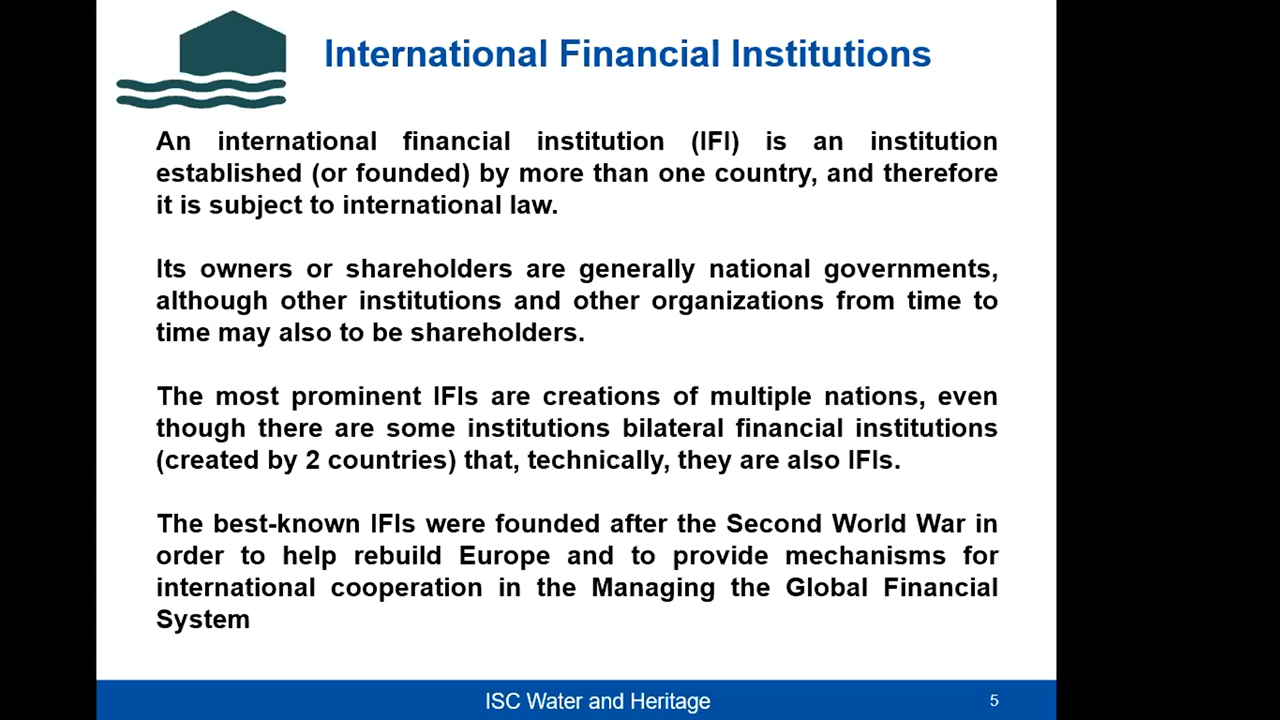 International Financial Institutions
An international financial institution (IFI) is an institution
established (or founded) by more than one country, and therefore
it is subject to international law.
Its owners or shareholders are generally national governments,
although other institutions and other organizations from time to
time may also to be shareholders.
The most prominent IFIs are creations of multiple nations, even
though there are some institutions bilateral financial institutions
(created by 2 countries) that, technically, they are also IFIs.
The best-known IFIs were founded after the Second World War in
order to help rebuild Europe and to provide mechanisms for
international cooperation in the Managing the Global Financial
System
ISC Water and Heritage
5